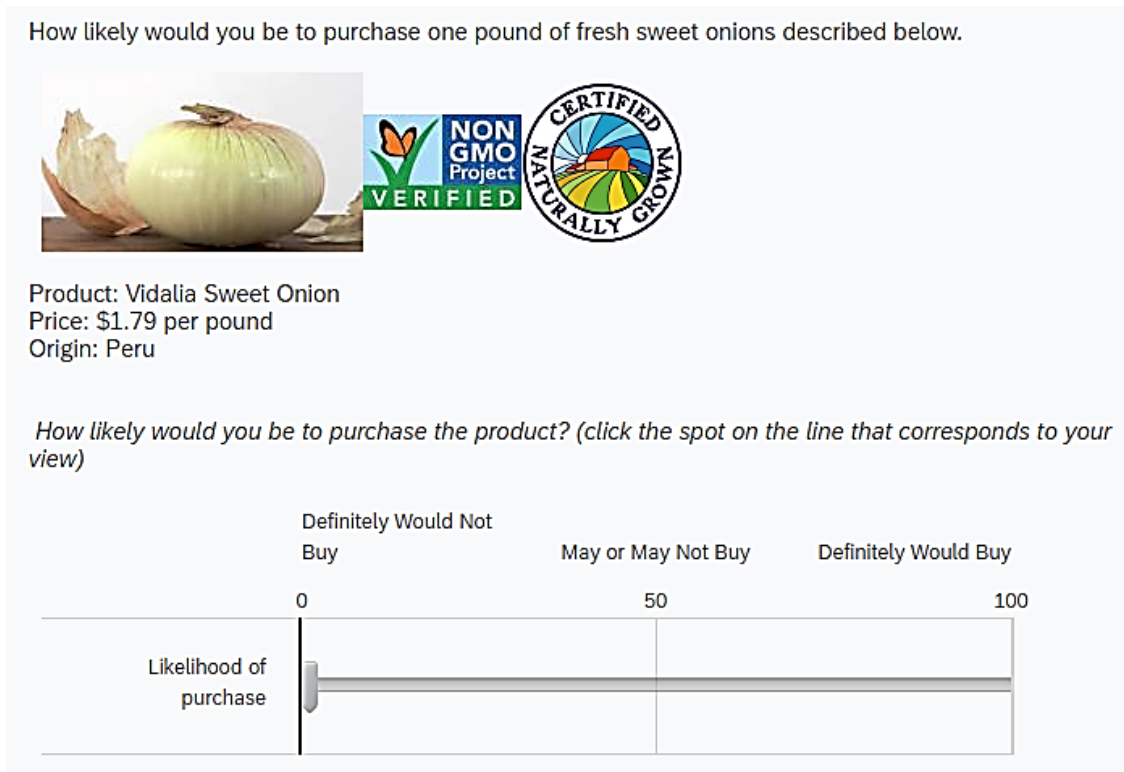 How likely would you be to purchase one pound of fresh sweet onions described below.
NON
GMO
Project
VERIFIED
CERTIFIED
NATURALLY GROWN
Product: Vidalia Sweet Onion
Price: $1.79 per pound
Origin: Peru
How likely would you be to purchase the product? (click the spot on the line that corresponds to your
view)
Definitely Would Not
Buy
May or May Not Buy
Definitely Would Buy
0
50
100
Likelihood of
purchase